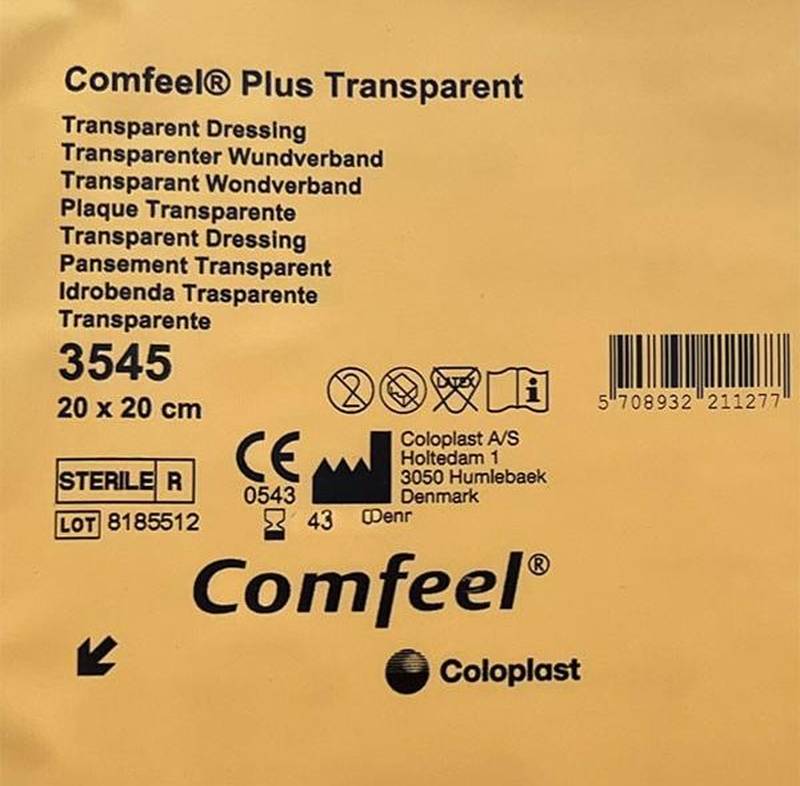 Comfeel® Plus Transparent
Transparent Dressing
Transparenter Wundverband
Transparant Wondverband
Plaque Transparente
Transparent Dressing
Pansement Transparent
Idrobenda Trasparente
Transparente
3545
20 x 20 cm
2
LATEX
i
5 708932 211277
STERILE R
CE
0543
Coloplast A/S
Holtedam 1
3050 Humlebaek
Denmark
LOT 8185512
43
Comfeel®
Coloplast